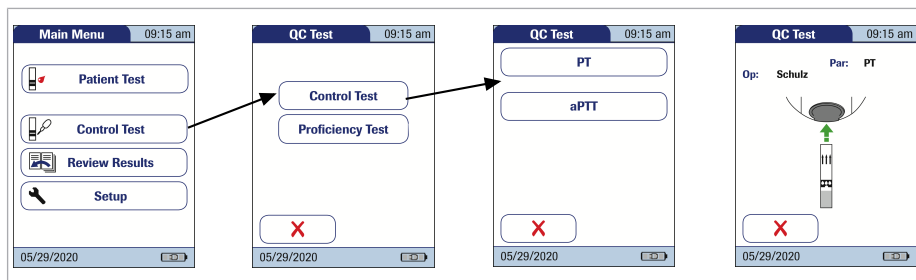 Main Menu 09:15 am
Patient Test
Control Test
Review Results
Setup
05/29/2020
QC Test 09:15 am
Control Test
Proficiency Test
05/29/2020
QC Test 09:15 am
PT
aPTT
05/29/2020
QC Test 09:15 am
Par: PT
Op: Schulz
05/29/2020